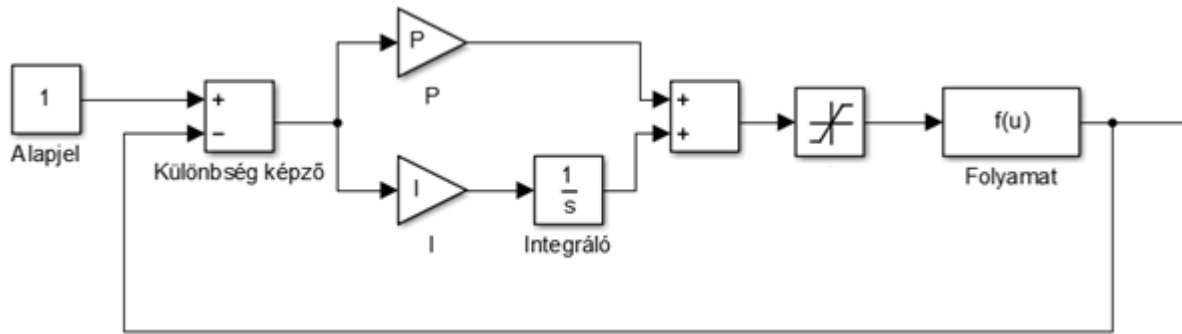 1
Alapjel
+
−
Különbség képző
P
P
I
I
1
s
Integráló
+
+
f(u)
Folyamat